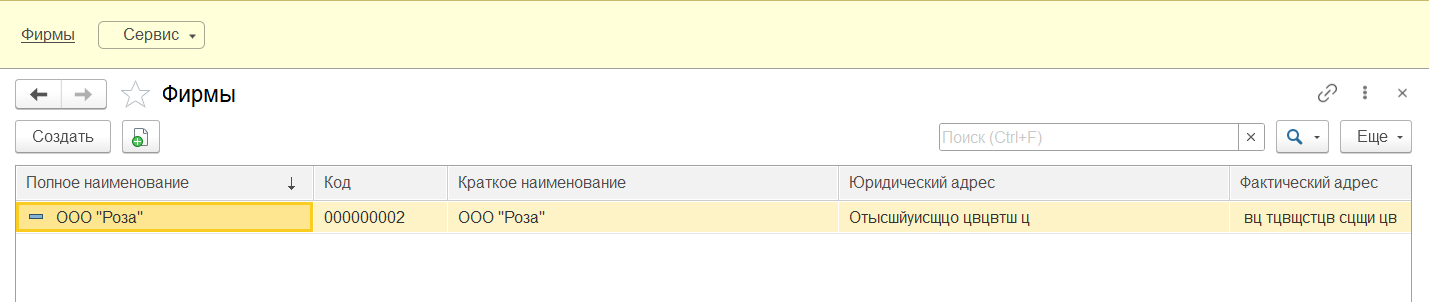 Фирмы Сервис
Фирмы
Создать Поиск (Ctrl+F) Еще
Полное наименование Код Краткое наименование Юридический адрес Фактический адрес
ООО "Роза" 000000002 ООО "Роза" Отысшйуисщцо цвцвтш ц вц тцвщстцв сцщи цв